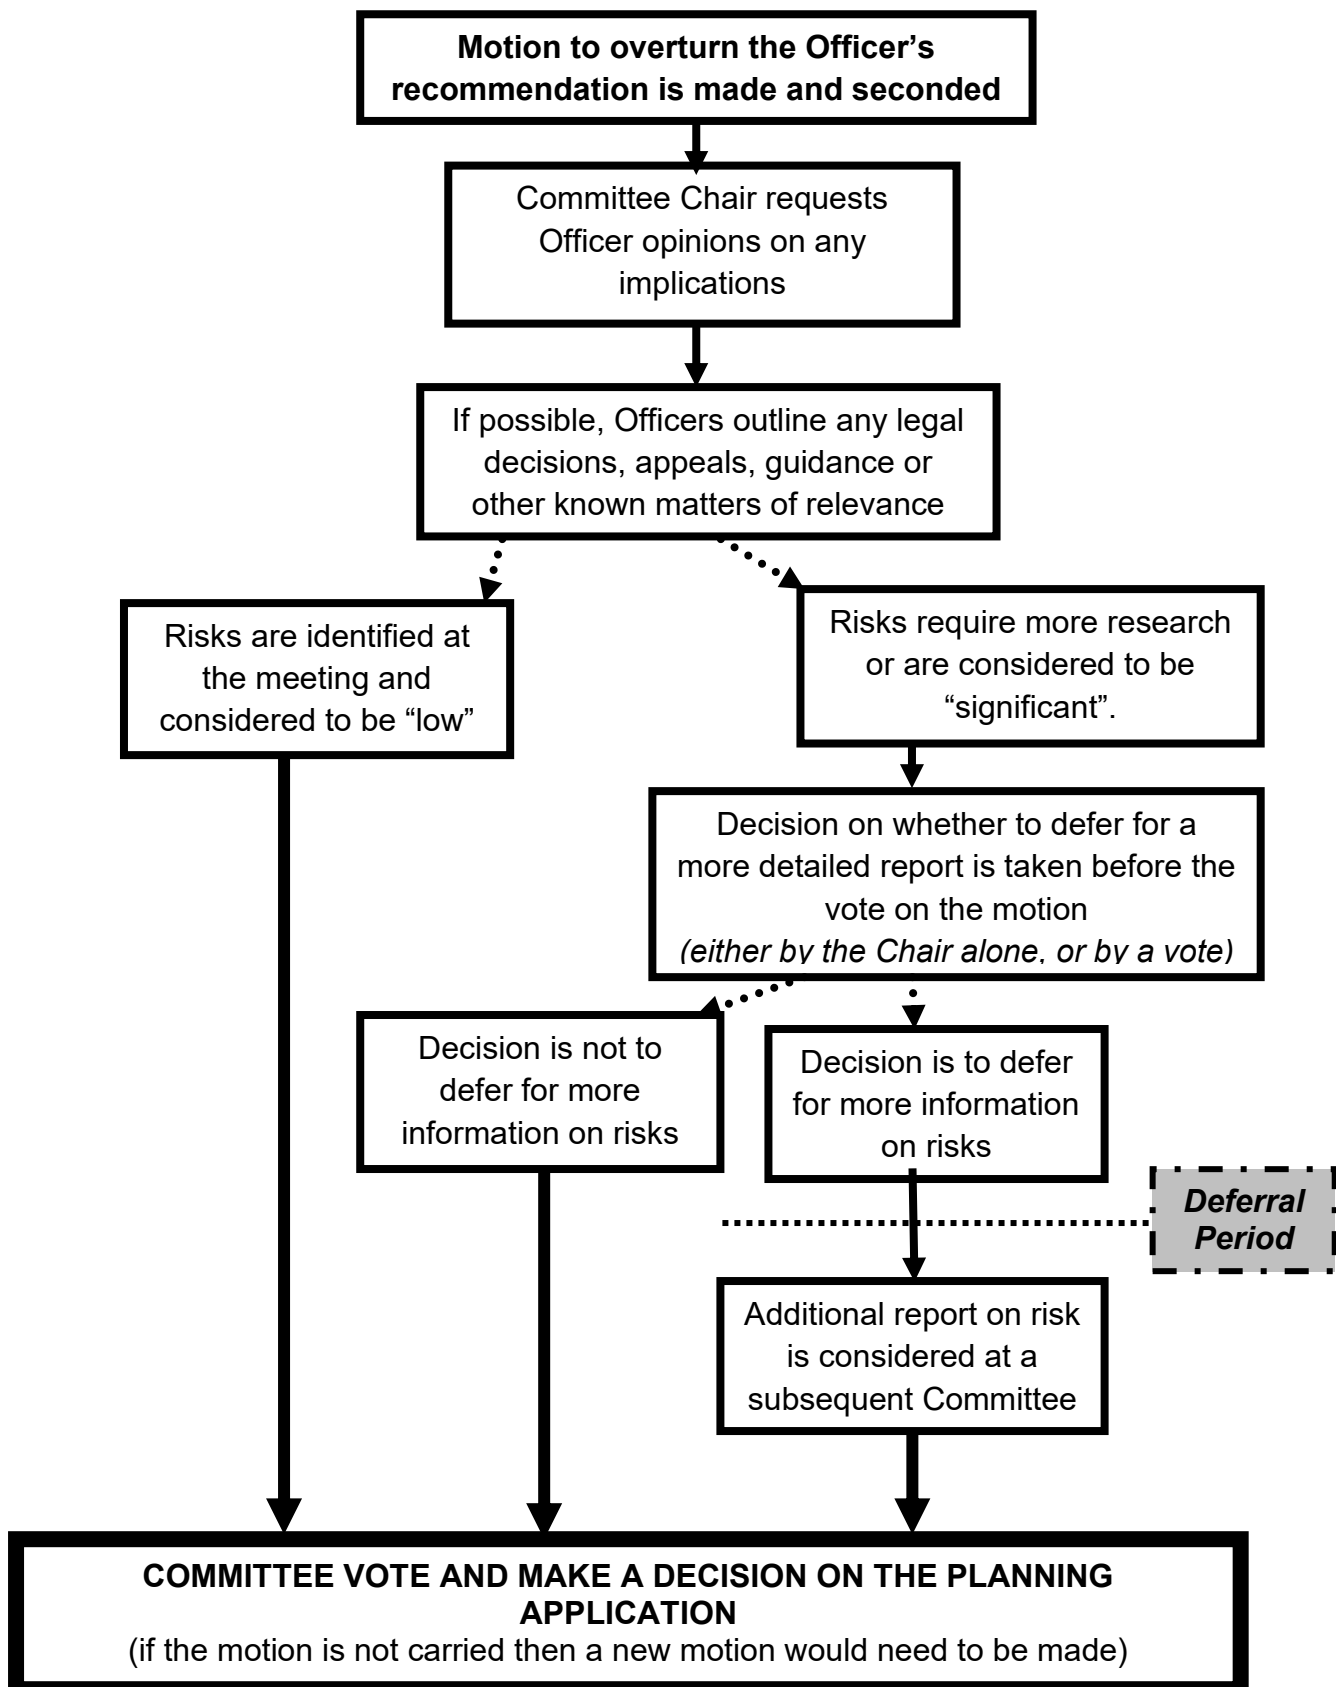 Motion to overturn the Officer’s
recommendation is made and seconded
Committee Chair requests
Officer opinions on any
implications
If possible, Officers outline any legal
decisions, appeals, guidance or
other known matters of relevance
Risks are identified at
the meeting and
considered to be “low”
Risks require more research
or are considered to be
“significant”.
Decision on whether to defer for a
more detailed report is taken before the
vote on the motion
(either by the Chair alone, or by a vote)
Decision is not to
defer for more
information on risks
Decision is to defer
for more information
on risks
Deferral
Period
Additional report on risk
is considered at a
subsequent Committee
COMMITTEE VOTE AND MAKE A DECISION ON THE PLANNING
APPLICATION
(if the motion is not carried then a new motion would need to be made)